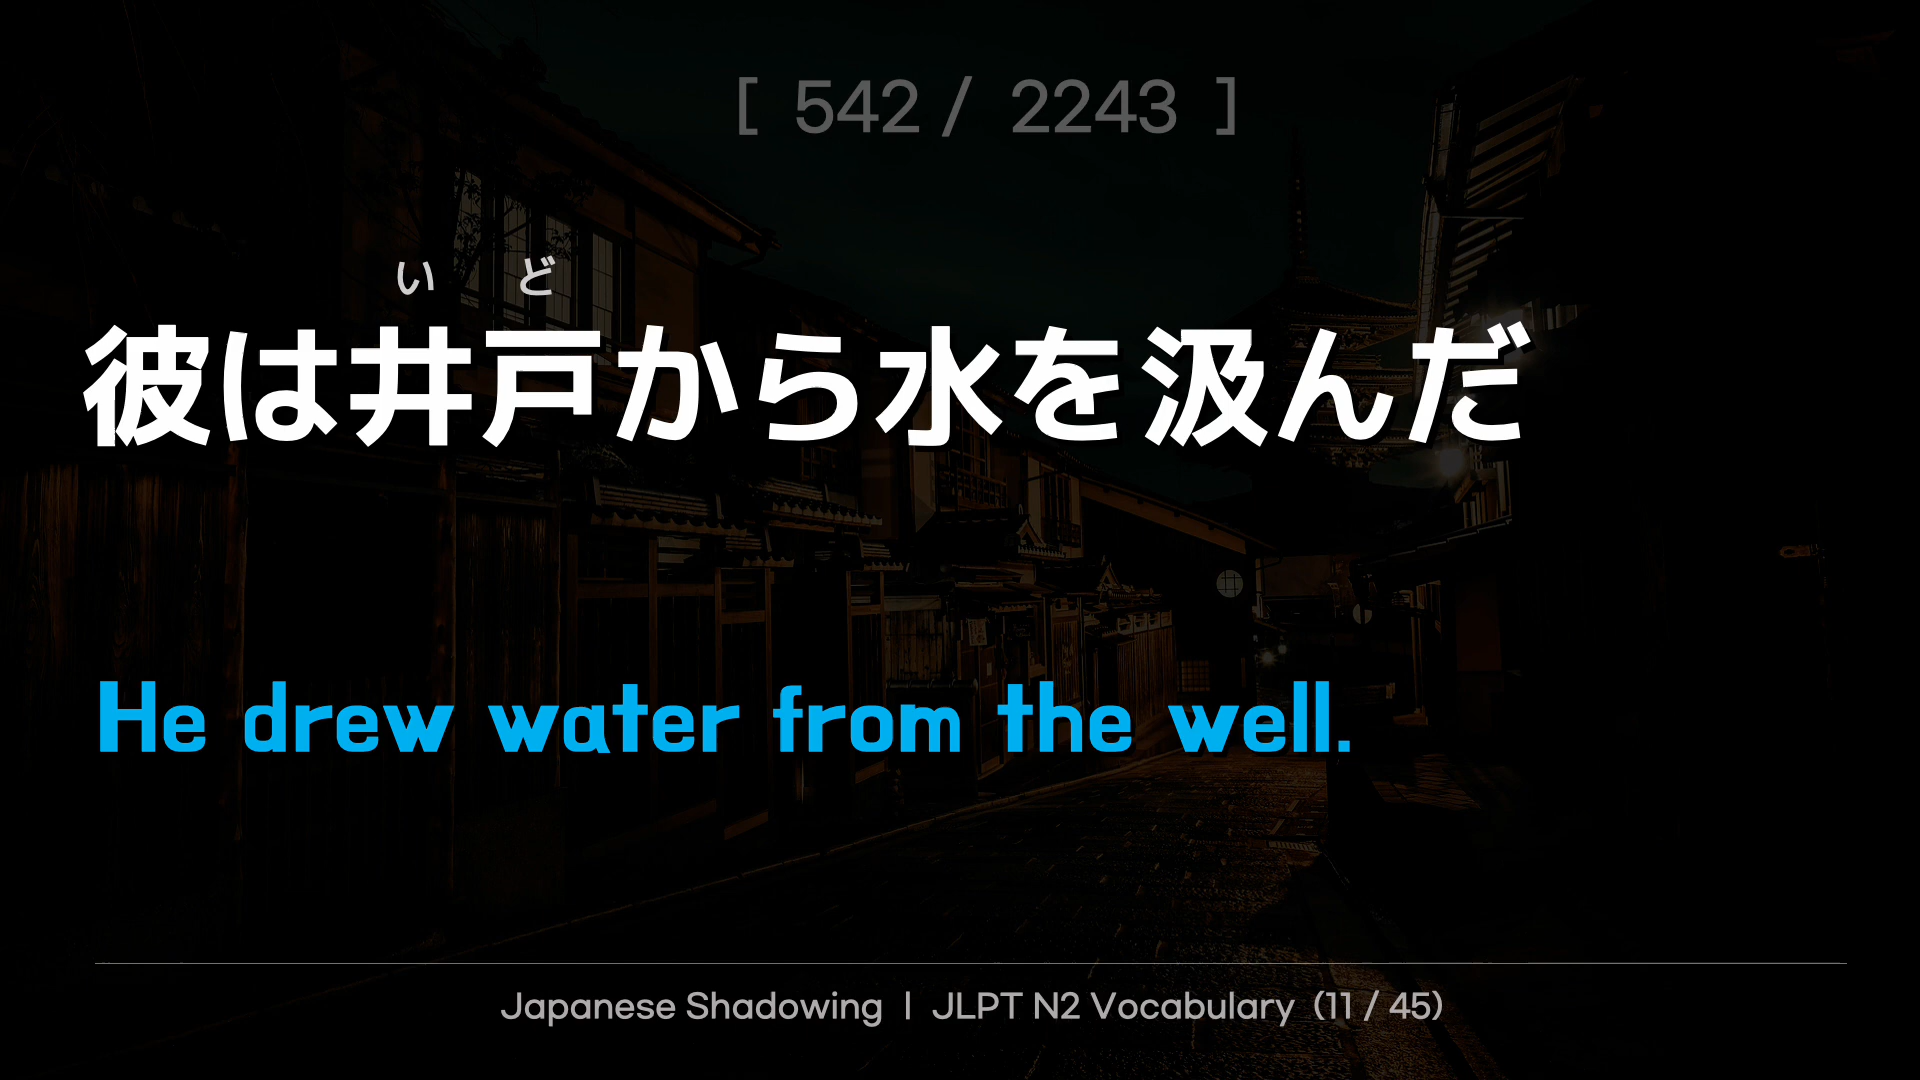 [ 542 / 2243 ]
い ど
彼は井戸から水を汲んだ
He drew water from the well.
Japanese Shadowing | JLPT N2 Vocabulary (11 / 45)